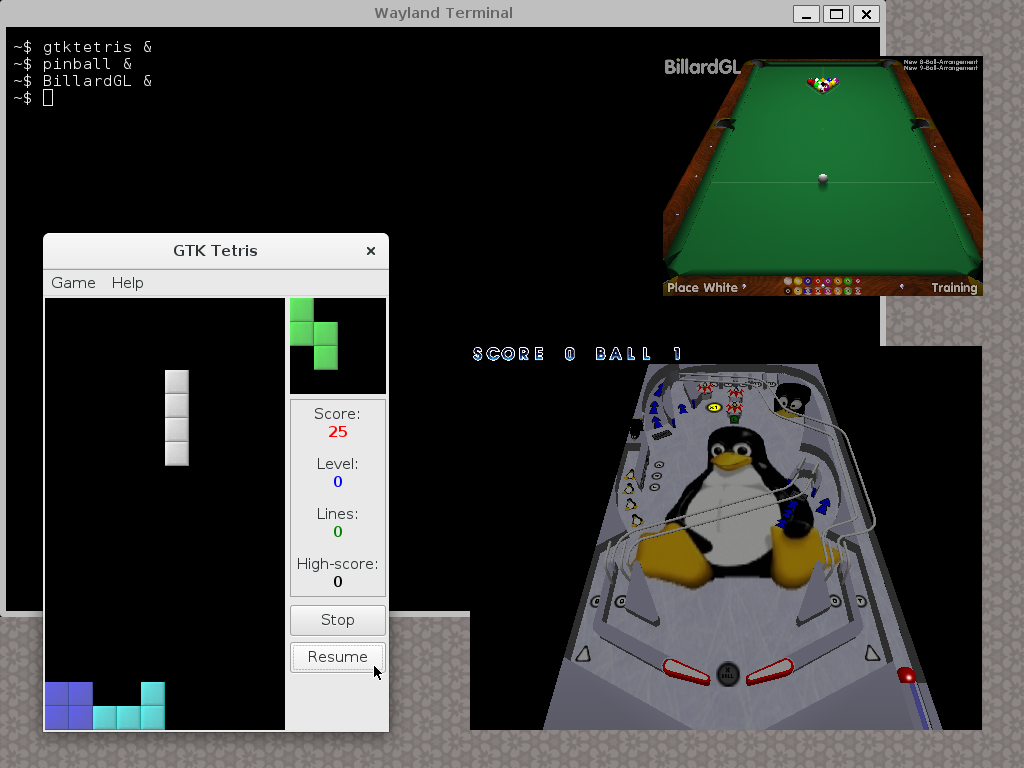 Wayland Terminal
~$ gtktetris &
~$ pinball &
~$ BillardGL &
~$
BillardGL
New 8-Ball-Arrangement
New 9-Ball-Arrangement
Place White
Training
GTK Tetris
Game Help
Score:
25
Level:
0
Lines:
0
High-score:
0
Stop
Resume
SCORE 0 BALL 1